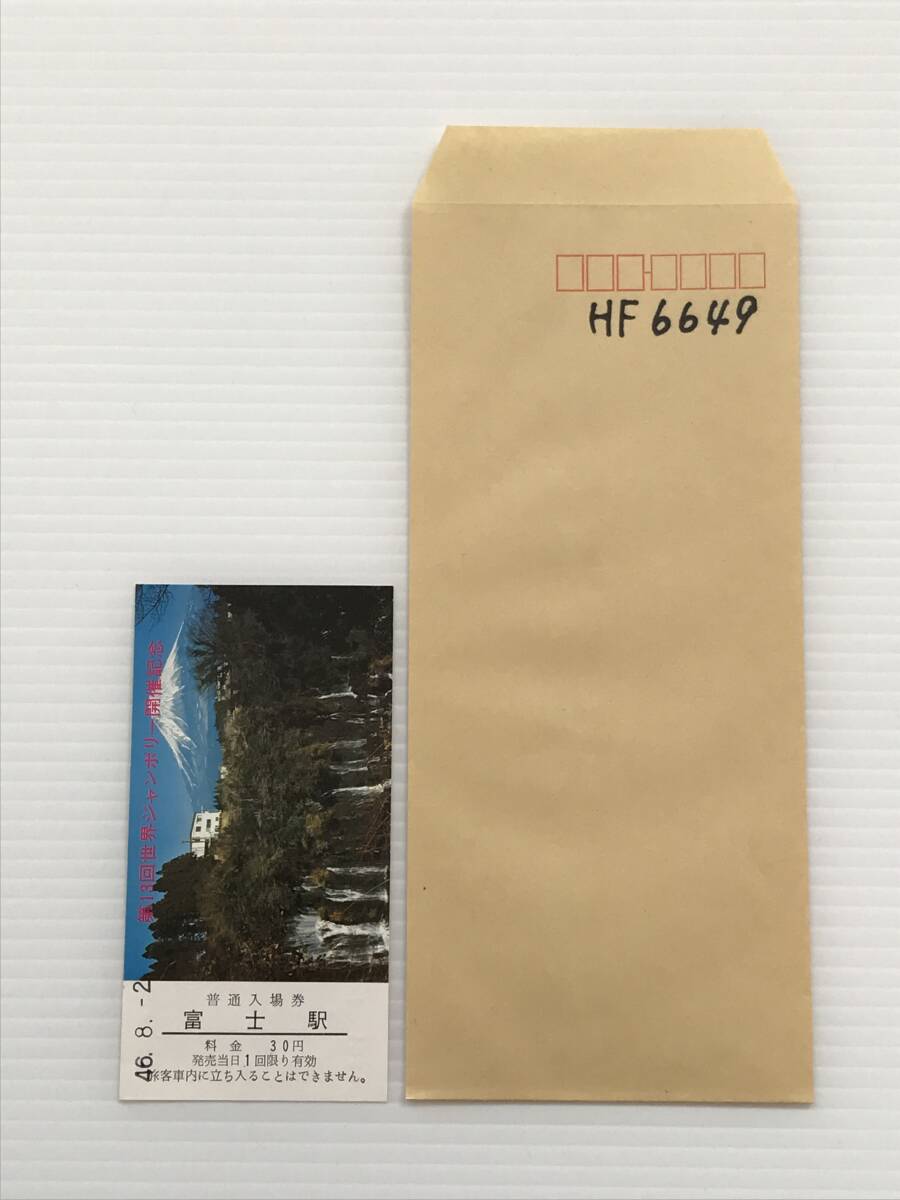 HF 6649
第13回世界ジャンボリー開催記念
46.8.-2
普通入場券
富士駅
料金 30円
発売当日1回限り有効
旅客車内に立ち入ることはできません。